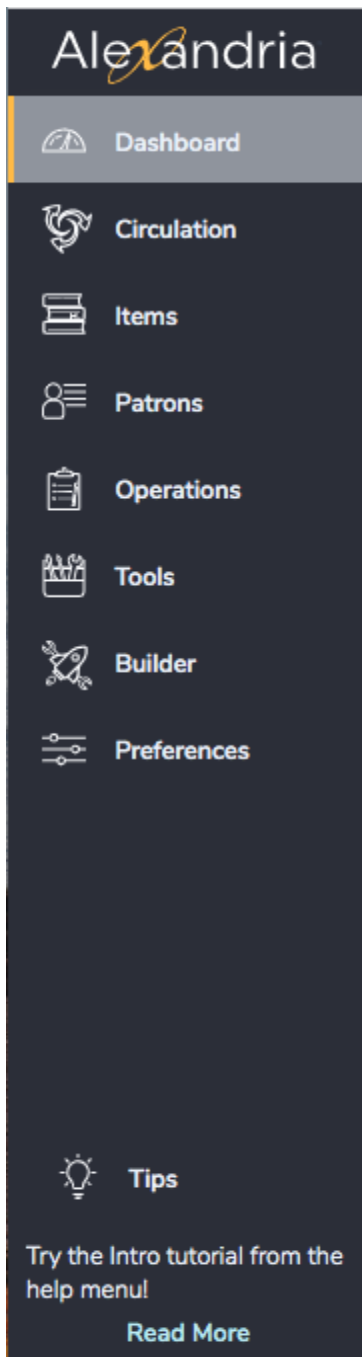 Alexandria
Dashboard
Circulation
Items
Patrons
Operations
Tools
Builder
Preferences
Tips
Try the Intro tutorial from the
help menu!
Read More